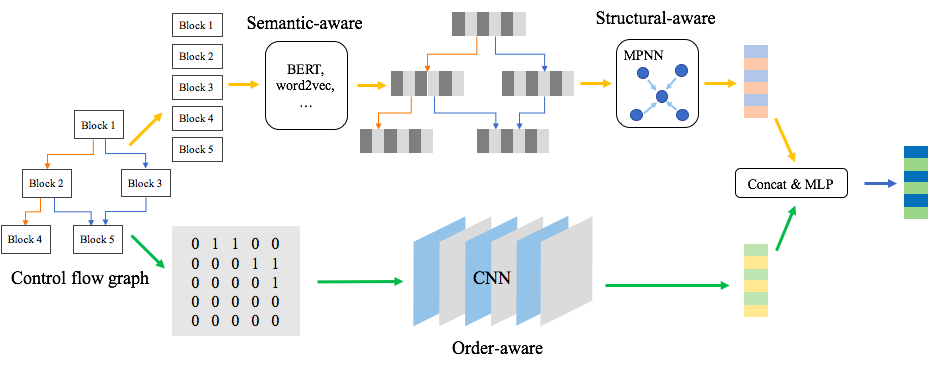 Semantic-aware
Structural-aware
Block 1
Block 2
Block 3
Block 4
Block 5
BERT,
word2vec,
…
MPNN
Block 1
Block 2
Block 3
Block 4
Block 5
Control flow graph
Concat & MLP
0 1 1 0 0
0 0 0 1 1
0 0 0 0 1
0 0 0 0 0
0 0 0 0 0
CNN
Order-aware